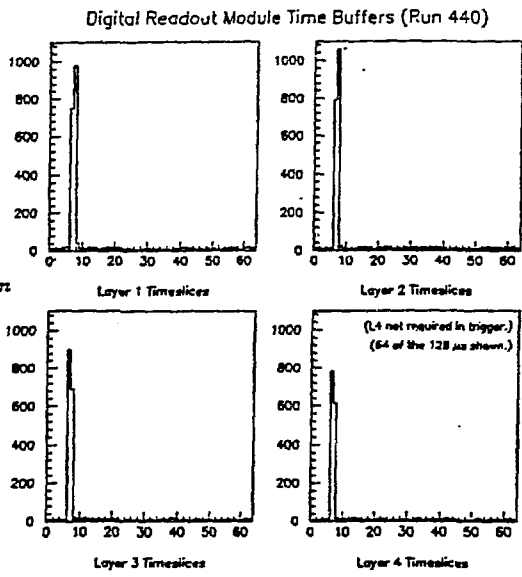 Digital Readout Module Time Buffers (Run 440)
1000
800
600
400
200
0
0 10 20 30 40 50 60
Layer 1 Timeslices
1000
800
600
400
200
0
0 10 20 30 40 50 60
Layer 2 Timeslices
n
1000
800
600
400
200
0
0 10 20 30 40 50 60
Layer 3 Timeslices
(L4 not required in trigger.)
(64 of the 128 μs shown.)
1000
800
600
400
200
0
0 10 20 30 40 50 60
Layer 4 Timeslices